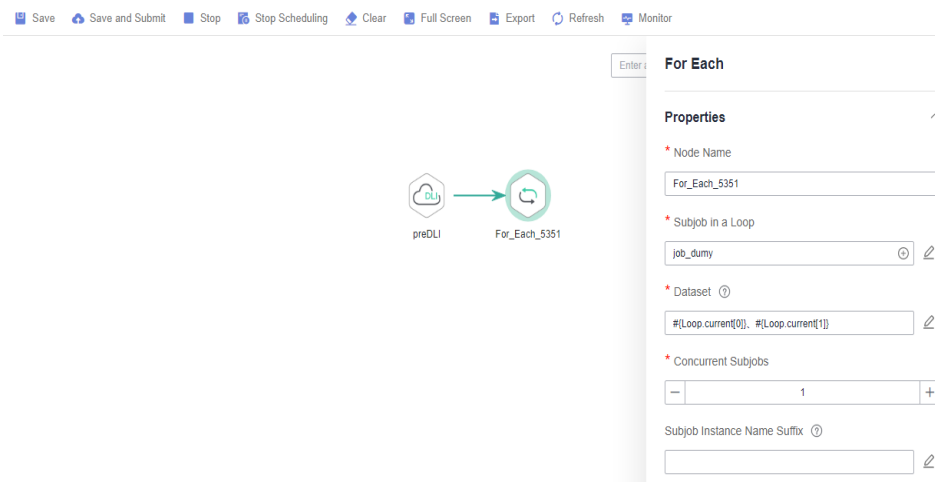 Save Save and Submit Stop Stop Scheduling Clear Full Screen Export Refresh Monitor
Enter
For Each
Properties
* Node Name
For_Each_5351
* Subjob in a Loop
job_dumy
* Dataset
#{Loop.current[0]}、#{Loop.current[1]}
* Concurrent Subjobs
1
Subjob Instance Name Suffix
DLI
preDLI
For_Each_5351